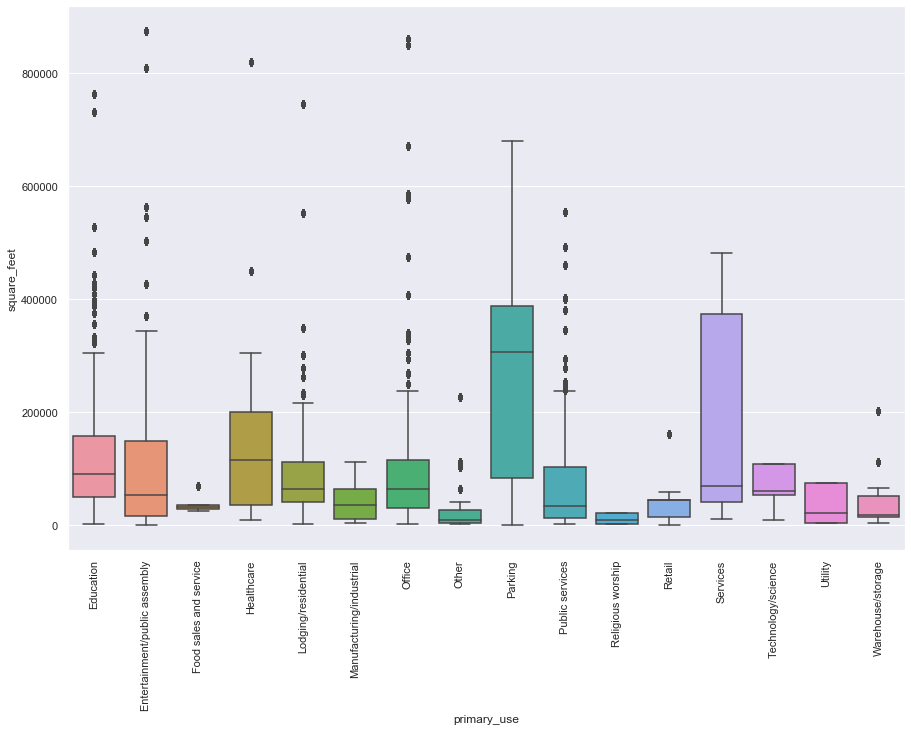 800000
600000
400000
200000
0
square_feet
Education
Entertainment/public assembly
Food sales and service
Healthcare
Lodging/residential
Manufacturing/industrial
Office
Other
Parking
Public services
Religious worship
Retail
Services
Technology/science
Utility
Warehouse/storage
primary_use